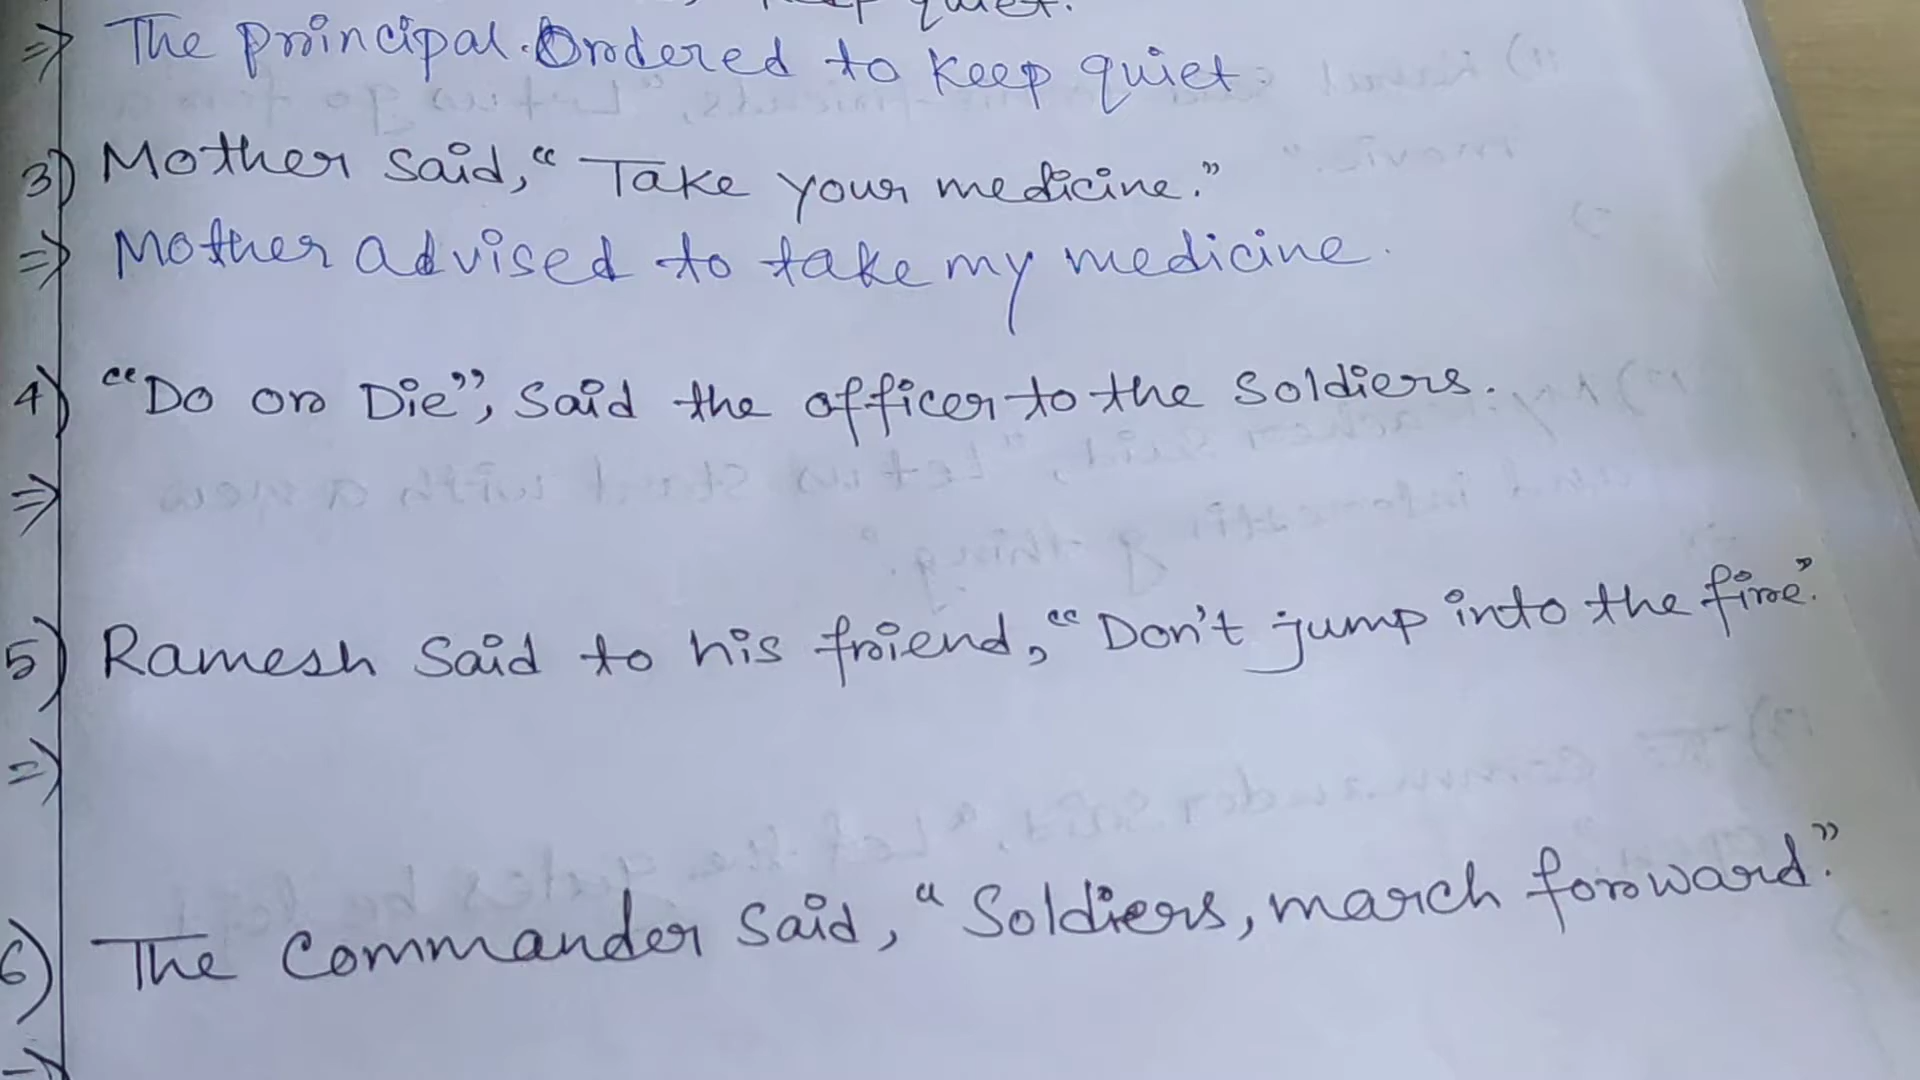 keep quiet.
⇒ The principal Ordered to keep quiet
3) Mother said, “Take your medicine.”
⇒ Mother advised to take my medicine.
4) “Do or Die”, said the officer to the soldiers.
⇒
5) Ramesh said to his friend, “Don't jump into the fire.”
⇒
6) The Commander said, “Soldiers, march forward.”
⇒